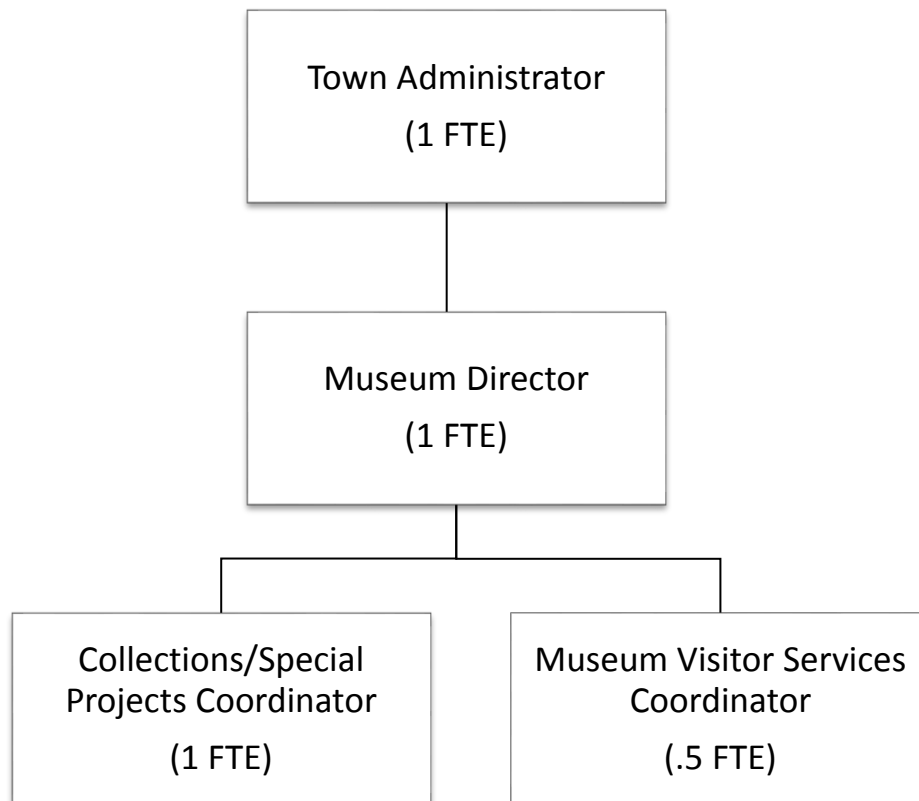 Town Administrator
(1 FTE)
Museum Director
(1 FTE)
Collections/Special
Projects Coordinator
(1 FTE)
Museum Visitor Services
Coordinator
(.5 FTE)